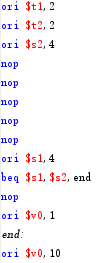 ori $t1,2
ori $t2,2
ori $s2,4
nop
nop
nop
nop
nop
ori $s1,4
beq $s1,$s2,end
nop
ori $v0,1
end:
ori $v0,10